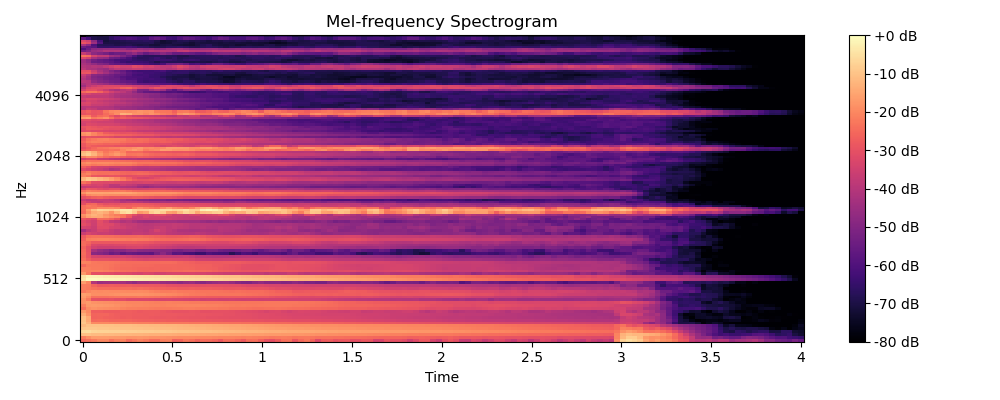 Mel-frequency Spectrogram
Hz
4096
2048
1024
512
0
0 0.5 1 1.5 2 2.5 3 3.5 4
Time
+0 dB
-10 dB
-20 dB
-30 dB
-40 dB
-50 dB
-60 dB
-70 dB
-80 dB